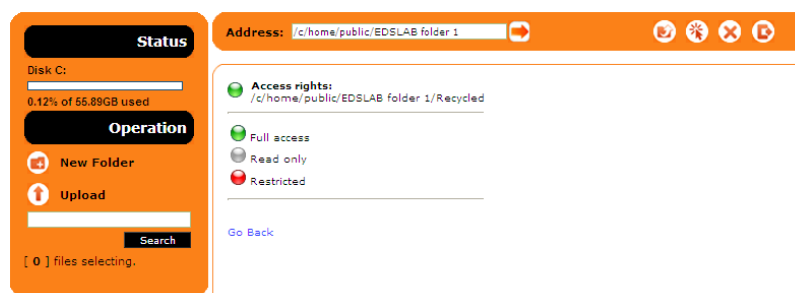 Status
Disk C:
0.12% of 55.89GB used
Operation
New Folder
Upload
Search
[ 0 ] files selecting.
Address: /c/home/public/EDSLAB folder 1
Access rights:
/c/home/public/EDSLAB folder 1/Recycled
Full access
Read only
Restricted
Go Back